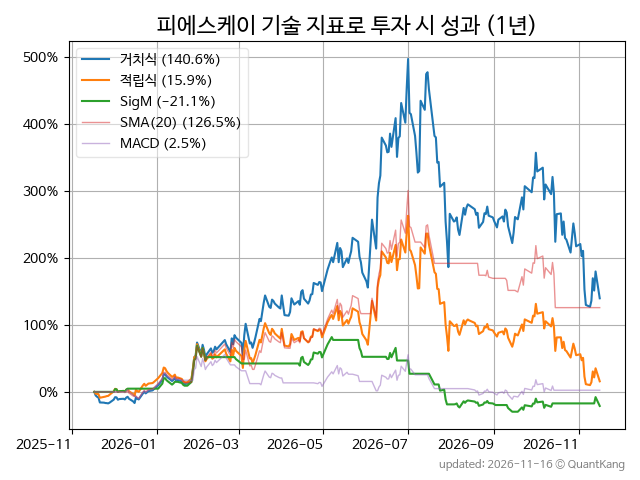 피에스케이 기술 지표로 투자 시 성과 (1년)
500%
400%
300%
200%
100%
0%
거치식 (140.6%)
적립식 (15.9%)
SigM (−21.1%)
SMA(20) (126.5%)
MACD (2.5%)
2025-11 2026-01 2026-03 2026-05 2026-07 2026-09 2026-11
updated: 2026-11-16 © QuantKang